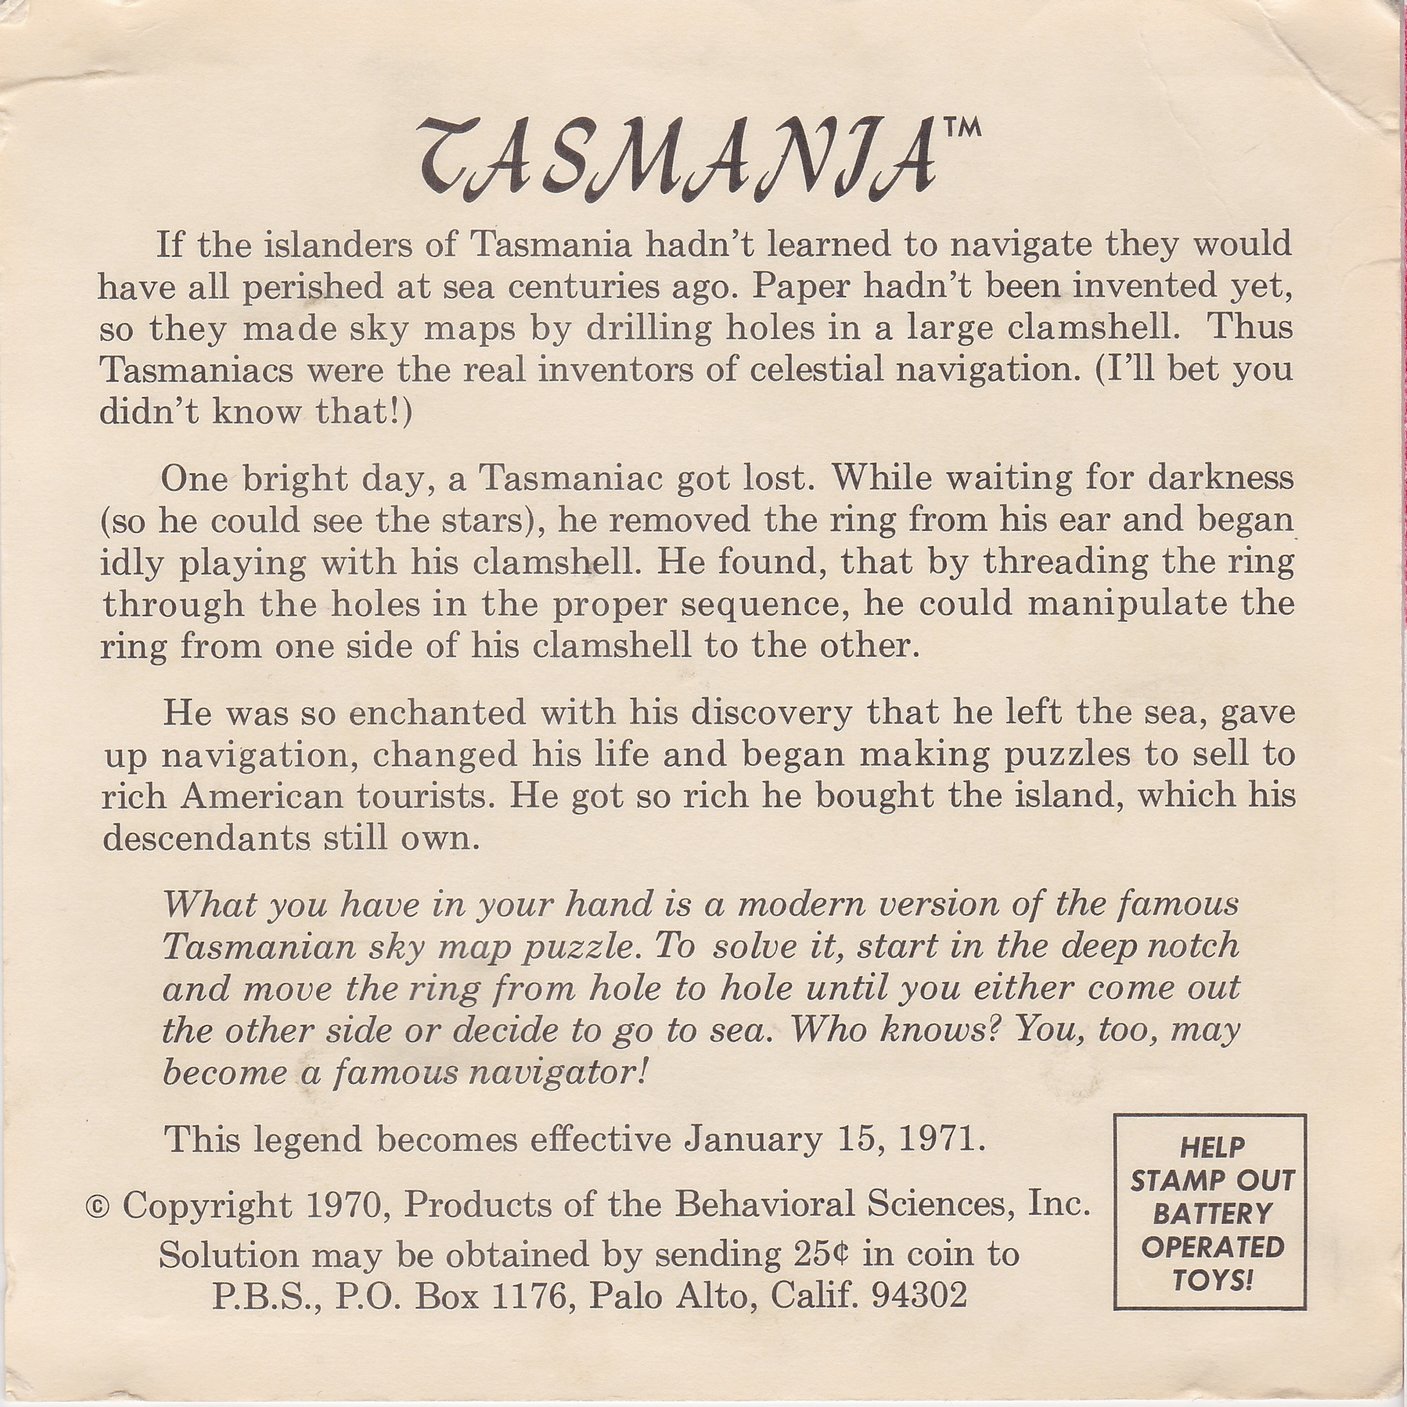 TASMANIA™
If the islanders of Tasmania hadn't learned to navigate they would
have all perished at sea centuries ago. Paper hadn't been invented yet,
so they made sky maps by drilling holes in a large clamshell. Thus
Tasmaniacs were the real inventors of celestial navigation. (I'll bet you
didn't know that!)
One bright day, a Tasmaniac got lost. While waiting for darkness
(so he could see the stars), he removed the ring from his ear and began
idly playing with his clamshell. He found, that by threading the ring
through the holes in the proper sequence, he could manipulate the
ring from one side of his clamshell to the other.
He was so enchanted with his discovery that he left the sea, gave
up navigation, changed his life and began making puzzles to sell to
rich American tourists. He got so rich he bought the island, which his
descendants still own.
What you have in your hand is a modern version of the famous
Tasmanian sky map puzzle. To solve it, start in the deep notch
and move the ring from hole to hole until you either come out
the other side or decide to go to sea. Who knows? You, too, may
become a famous navigator!
This legend becomes effective January 15, 1971.
© Copyright 1970, Products of the Behavioral Sciences, Inc.
Solution may be obtained by sending 25¢ in coin to
P.B.S., P.O. Box 1176, Palo Alto, Calif. 94302
HELP
STAMP OUT
BATTERY
OPERATED
TOYS!